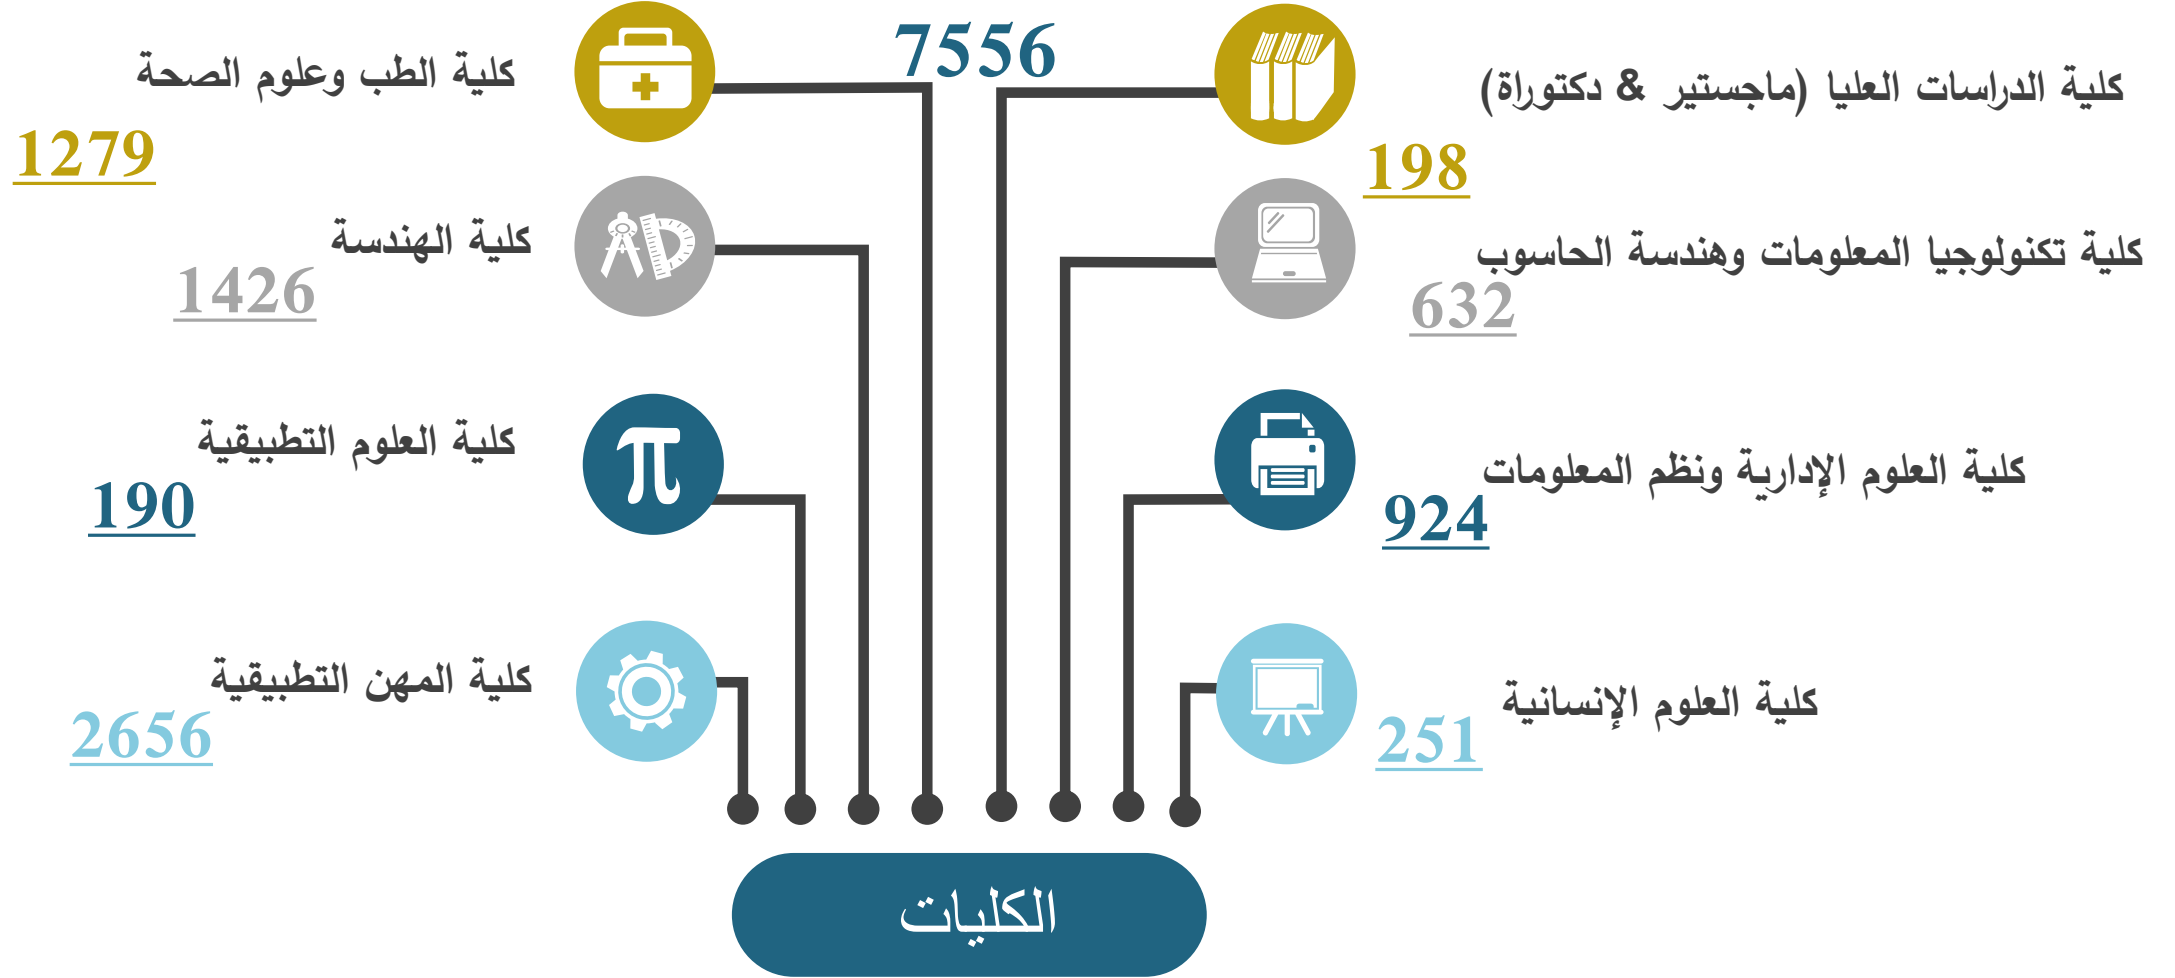 7556
كلية الدراسات العليا (ماجستير & دكتوراة)
198
كلية تكنولوجيا المعلومات وهندسة الحاسوب
632
كلية العلوم الإدارية ونظم المعلومات
924
كلية العلوم الإنسانية
251
كلية الطب وعلوم الصحة
1279
كلية الهندسة
1426
كلية العلوم التطبيقية
190
كلية المهن التطبيقية
2656
الكليات